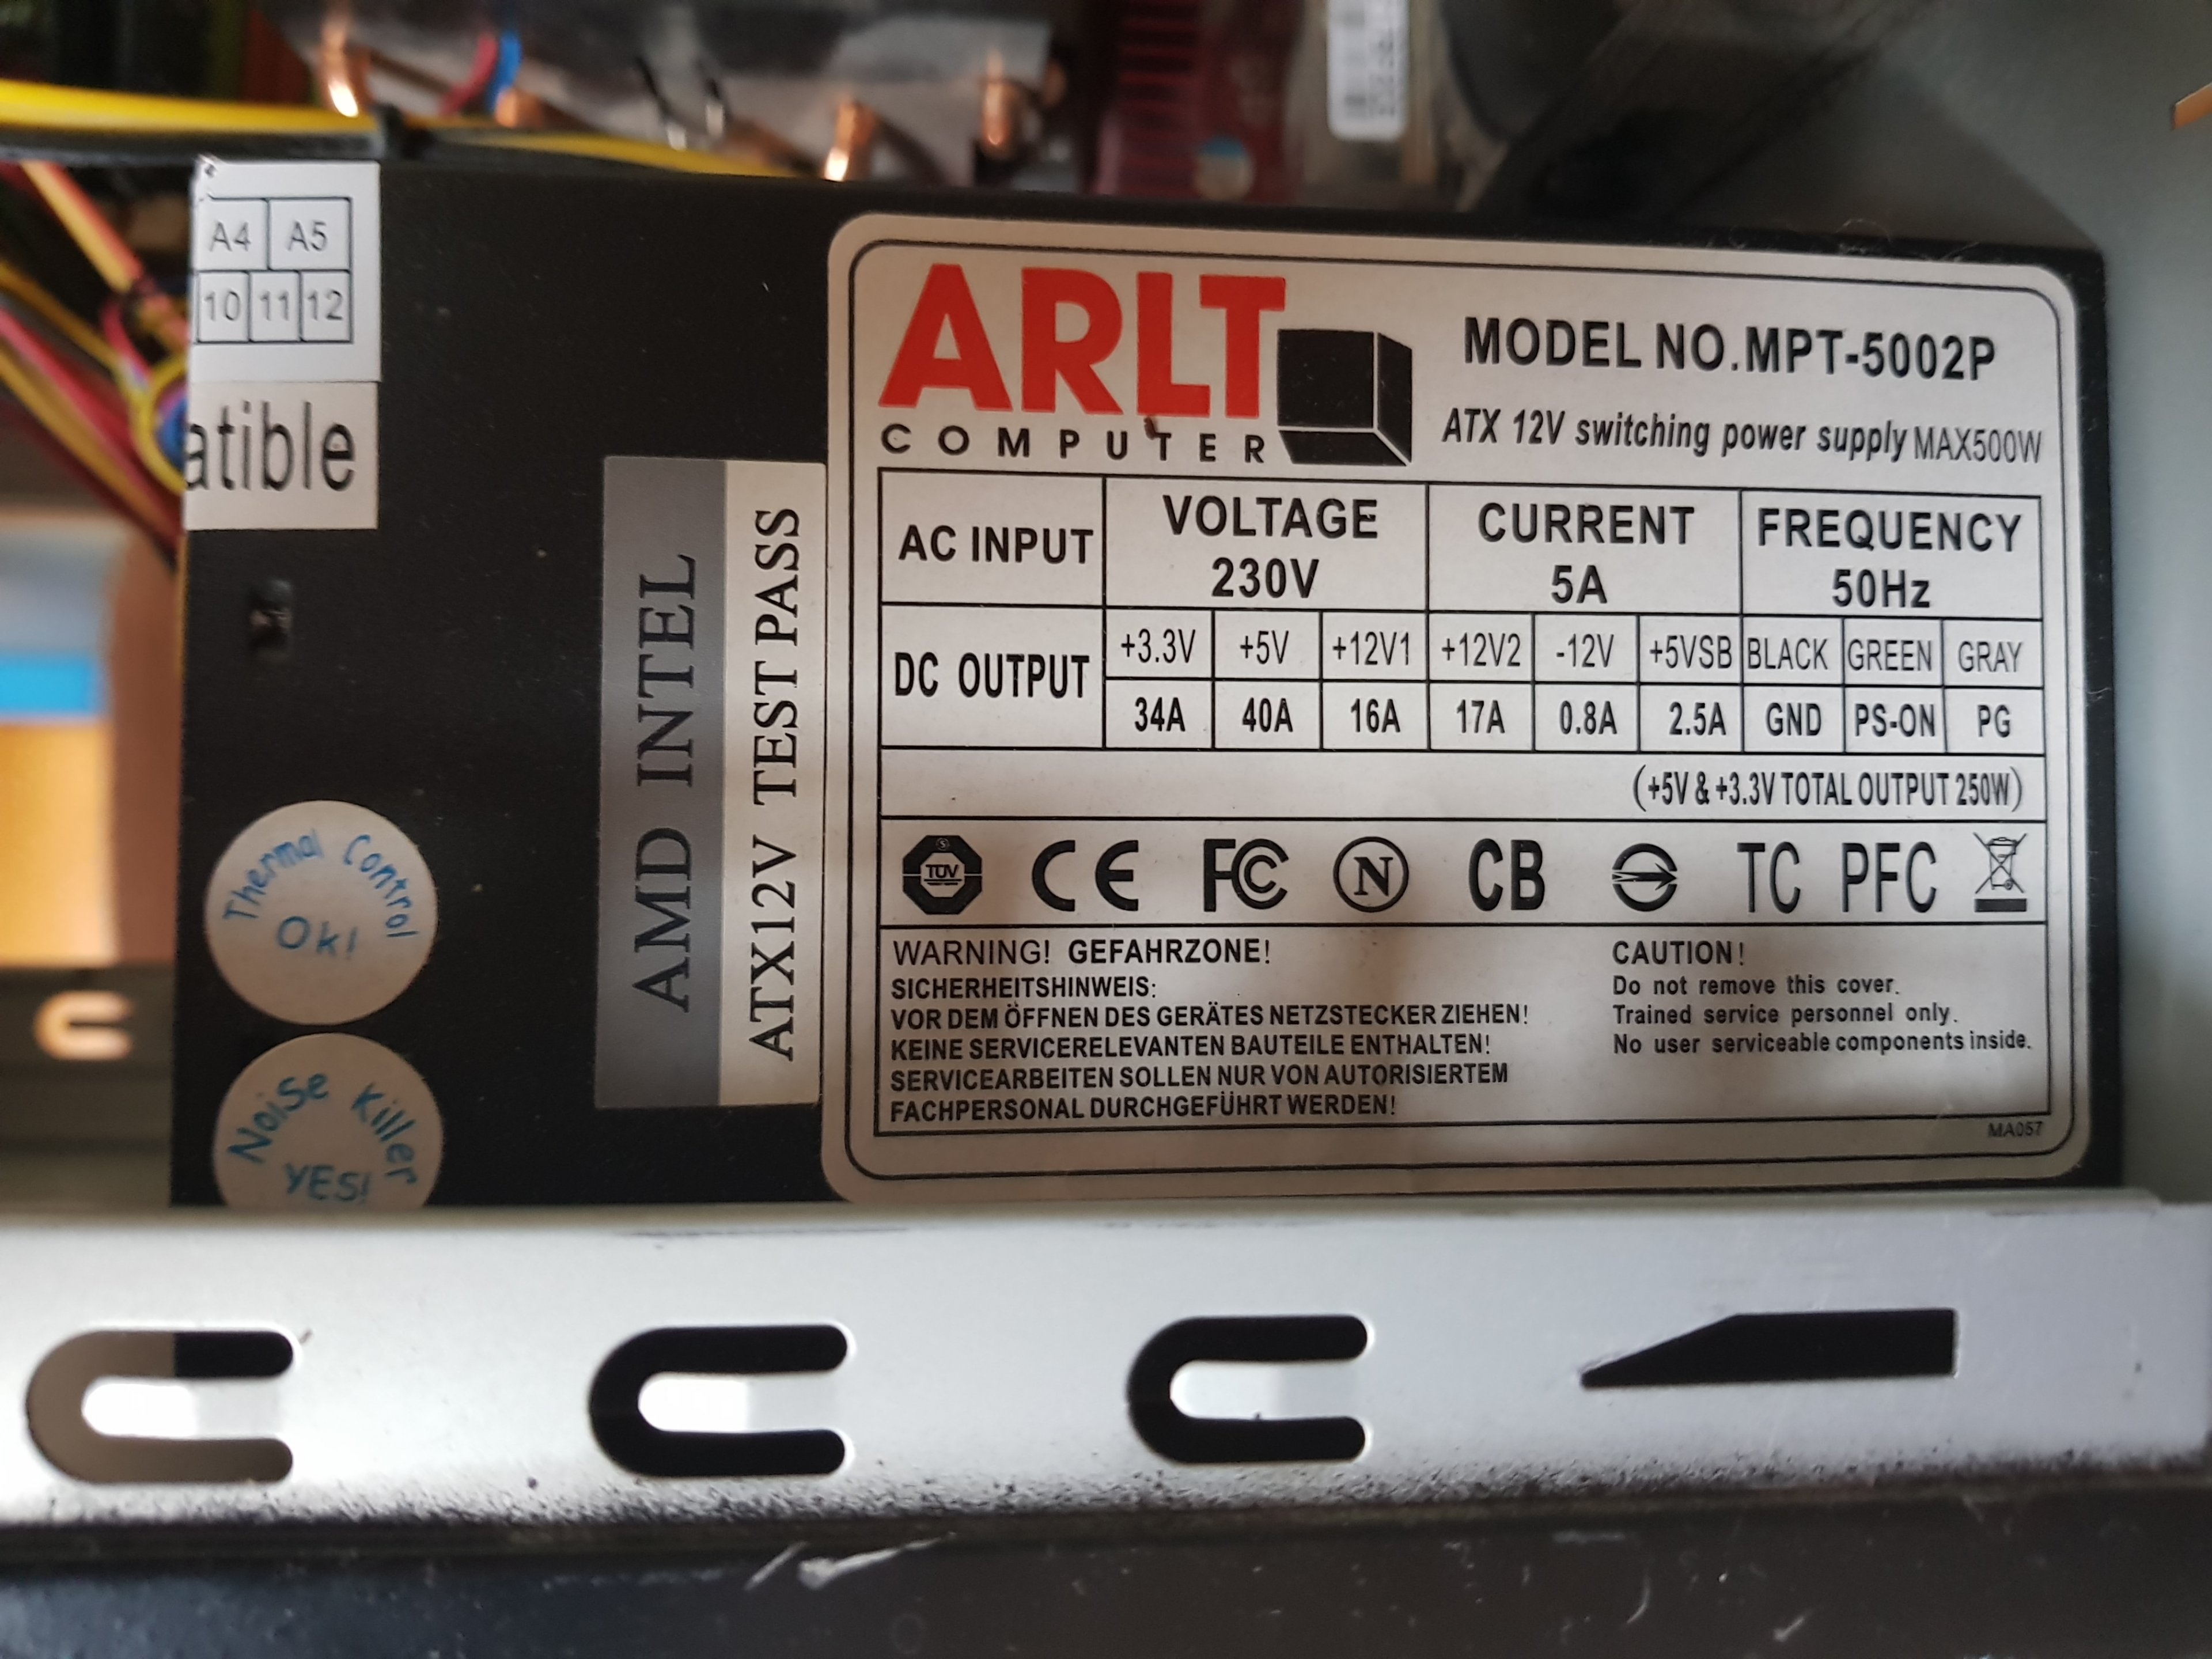 A4 A5
10 11 12
atible
Thermal Control
Ok!
Noise Killer
YES!
AMD INTEL
ATX12V TEST PASS
ARLT
COMPUTER
MODEL NO.MPT-5002P
ATX 12V switching power supply MAX500W
AC INPUT VOLTAGE CURRENT FREQUENCY
230V 5A 50Hz
DC OUTPUT +3.3V +5V +12V1 +12V2 -12V +5VSB BLACK GREEN GRAY
34A 40A 16A 17A 0.8A 2.5A GND PS-ON PG
(+5V & +3.3V TOTAL OUTPUT 250W)
TÜV CE FC N CB TC PFC
WARNING! GEFAHRZONE!
SICHERHEITSHINWEIS:
VOR DEM ÖFFNEN DES GERÄTES NETZSTECKER ZIEHEN!
KEINE SERVICERELEVANTEN BAUTEILE ENTHALTEN!
SERVICEARBEITEN SOLLEN NUR VON AUTORISIERTEM
FACHPERSONAL DURCHGEFÜHRT WERDEN!
CAUTION!
Do not remove this cover.
Trained service personnel only.
No user serviceable components inside.
MA057